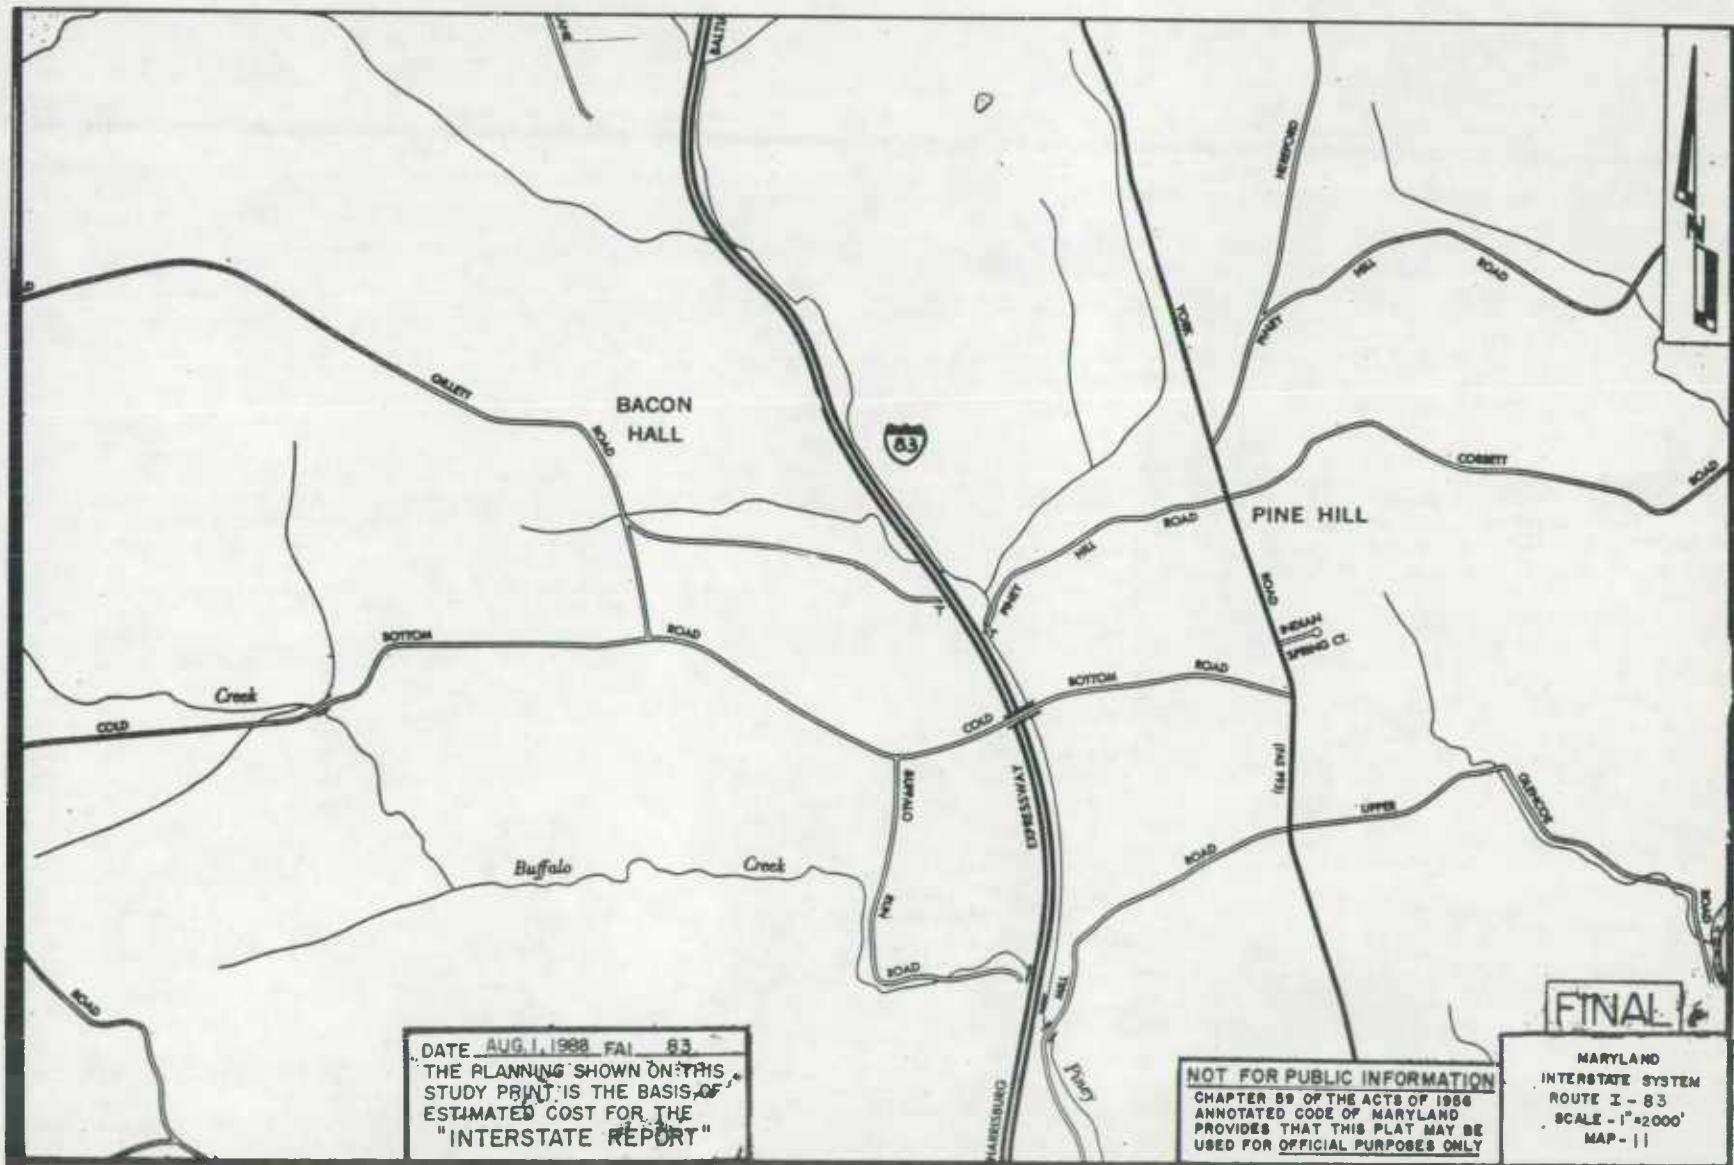 LANE
BALTI
HEREFORD
N
YORK
PINEY
HILL
ROAD
GILLETT
ROAD
BACON
HALL
83
CORBETT
ROAD
PINE HILL
ROAD
HILL
PINEY
ROAD
INDIAN
SPRING CT.
BOTTOM
ROAD
BOTTOM
ROAD
Creek
COLD
COLD
EXPRESSWAY
BUFFALO
UPPER
GLENCOE
ROAD
ROAD
Buffalo
Creek
RUN
ROAD
HILL
ROAD
HARRISBURG
Piney
FINAL
DATE AUG. 1, 1988 FAI 83
THE PLANNING SHOWN ON THIS
STUDY PRINT IS THE BASIS OF
ESTIMATED COST FOR THE
"INTERSTATE REPORT"
NOT FOR PUBLIC INFORMATION
CHAPTER 59 OF THE ACTS OF 1966
ANNOTATED CODE OF MARYLAND
PROVIDES THAT THIS PLAT MAY BE
USED FOR OFFICIAL PURPOSES ONLY
MARYLAND
INTERSTATE SYSTEM
ROUTE I - 83
SCALE - 1" = 2000'
MAP - 11